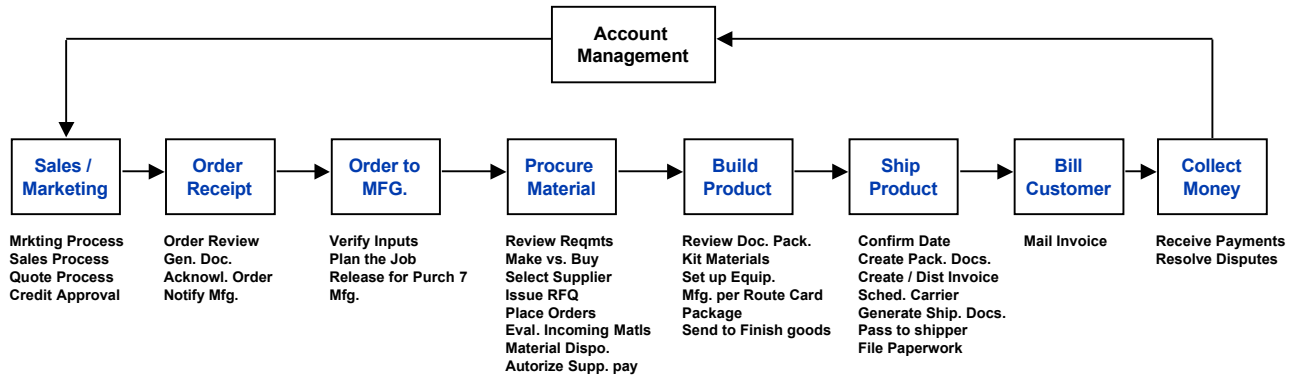 Account
Management
Sales /
Marketing
Order
Receipt
Order to
MFG.
Procure
Material
Build
Product
Ship
Product
Bill
Customer
Collect
Money
Mrkting Process
Sales Process
Quote Process
Credit Approval
Order Review
Gen. Doc.
Acknowl. Order
Notify Mfg.
Verify Inputs
Plan the Job
Release for Purch 7
Mfg.
Review Reqmts
Make vs. Buy
Select Supplier
Issue RFQ
Place Orders
Eval. Incoming Matls
Material Dispo.
Autorize Supp. pay
Review Doc. Pack.
Kit Materials
Set up Equip.
Mfg. per Route Card
Package
Send to Finish goods
Confirm Date
Create Pack. Docs.
Create / Dist Invoice
Sched. Carrier
Generate Ship. Docs.
Pass to shipper
File Paperwork
Mail Invoice
Receive Payments
Resolve Disputes